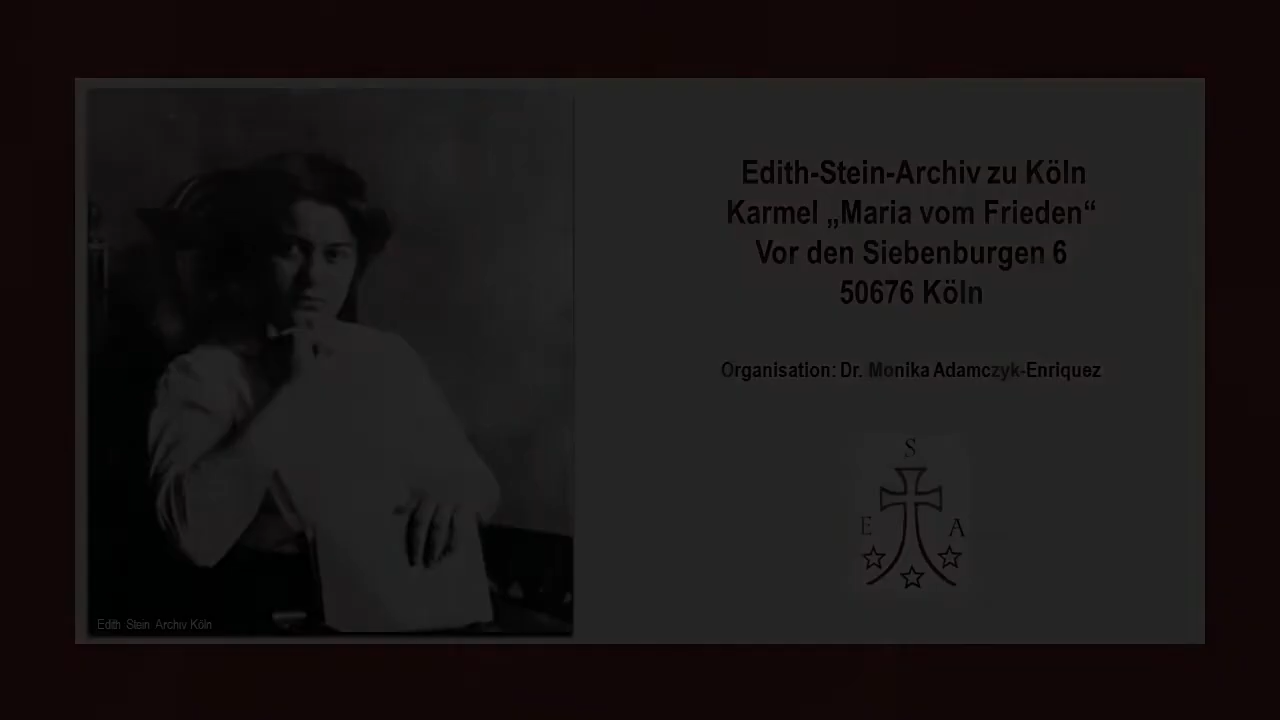 Edith-Stein-Archiv zu Köln
Karmel „Maria vom Frieden“
Vor den Siebenburgen 6
50676 Köln
Organisation: Dr. Monika Adamczyk-Enriquez
S
E A
Edith Stein Archiv Köln